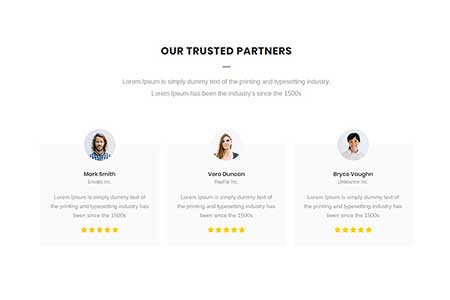 OUR TRUSTED PARTNERS
Lorem Ipsum is simply dummy text of the printing and typesetting industry.
Lorem Ipsum has been the industry's since the 1500s
Mark Smith
Envato Inc.
Lorem Ipsum is simply dummy text of
the printing and typesetting industry has
been since the 1500s
Vera Duncan
PayPal Inc.
Lorem Ipsum is simply dummy text of
the printing and typesetting industry has
been since the 1500s
Bryce Vaughn
Unilevere Inc.
Lorem Ipsum is simply dummy text of
the printing and typesetting industry has
been since the 1500s